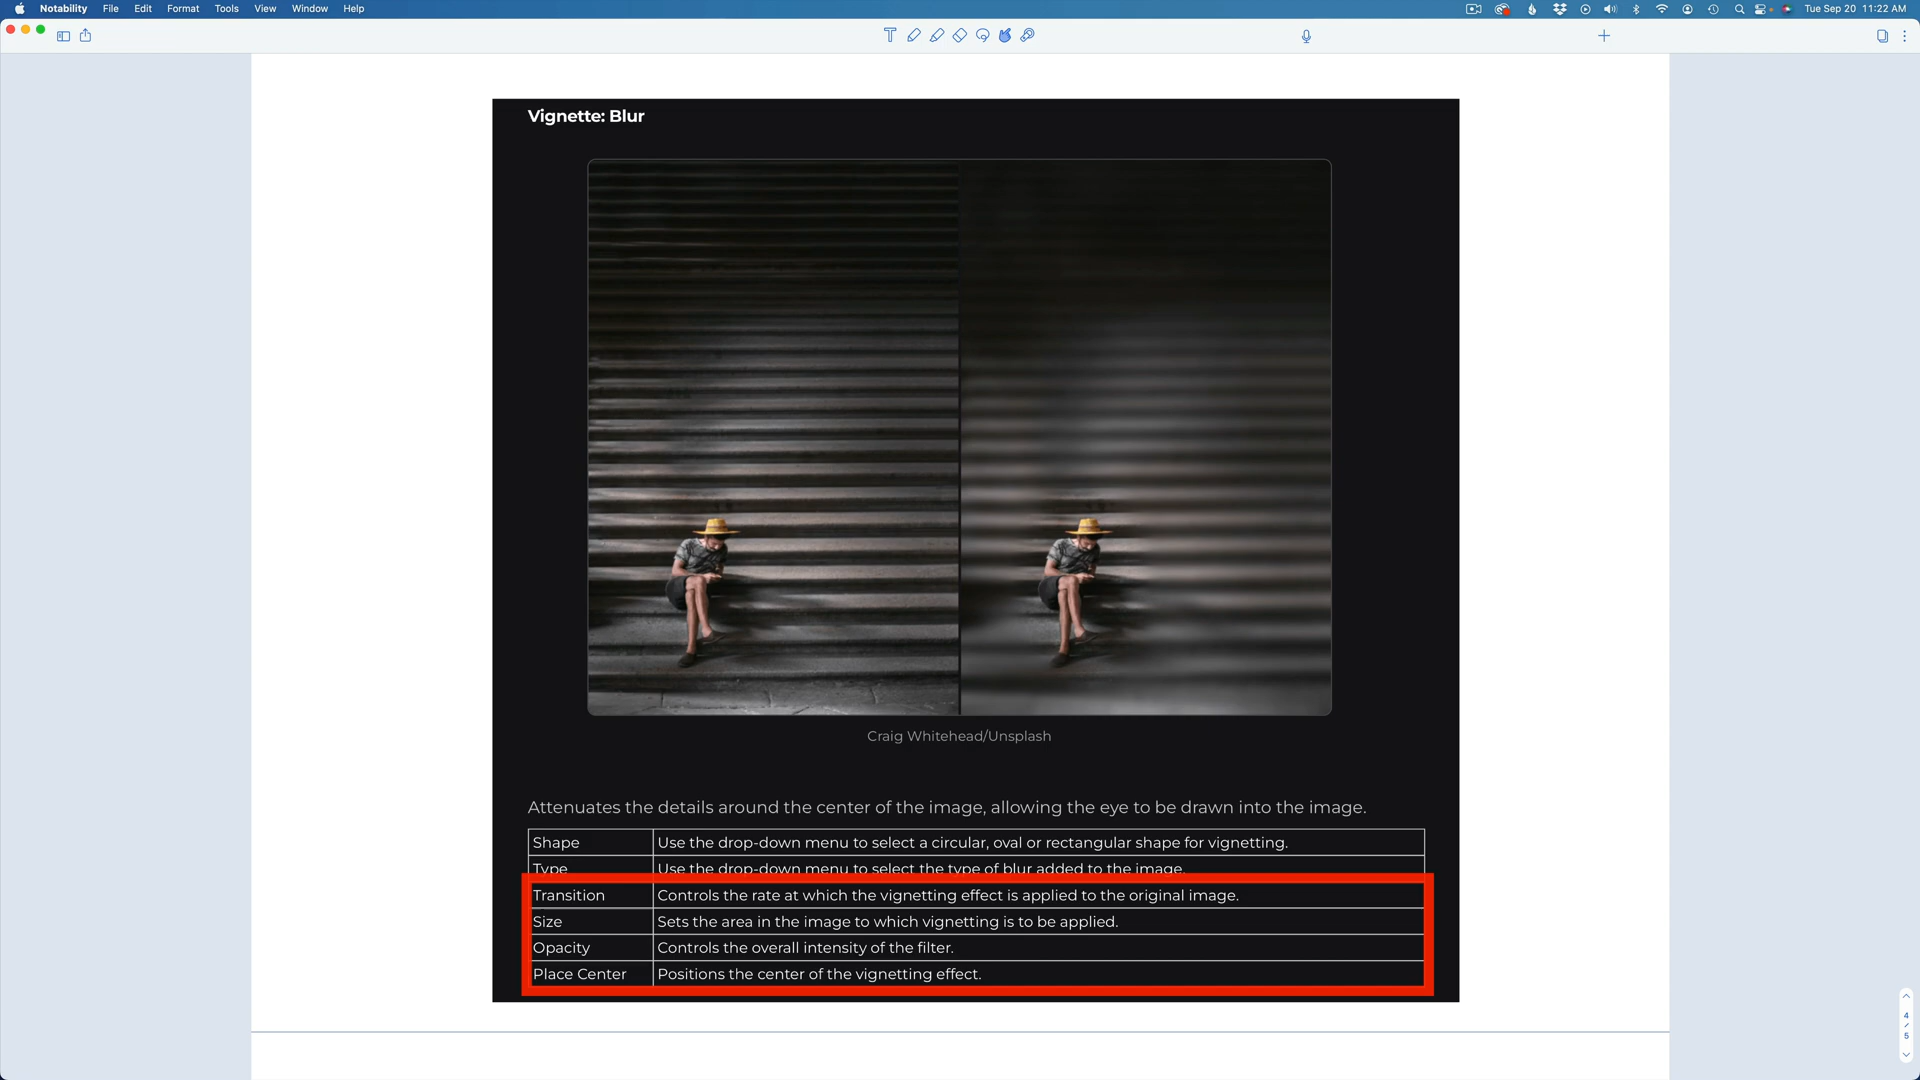 Notability File Edit Format Tools View Window Help Tue Sep 20 11:22 AM
Vignette: Blur
Craig Whitehead/Unsplash
Attenuates the details around the center of the image, allowing the eye to be drawn into the image.
Shape Use the drop-down menu to select a circular, oval or rectangular shape for vignetting.
Type Use the drop-down menu to select the type of blur added to the image.
Transition Controls the rate at which the vignetting effect is applied to the original image.
Size Sets the area in the image to which vignetting is to be applied.
Opacity Controls the overall intensity of the filter.
Place Center Positions the center of the vignetting effect.
4
/
5